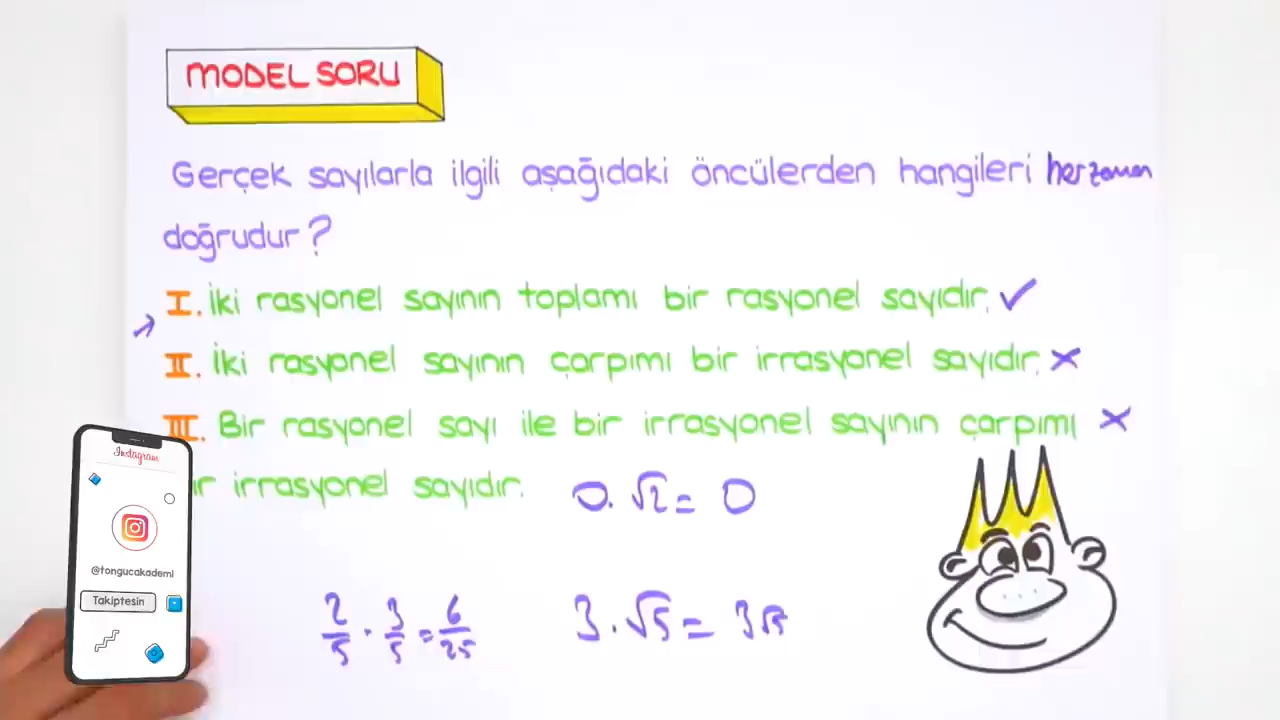 MODEL SORU
Gerçek sayılarla ilgili aşağıdaki öncülerden hangileri her zaman
doğrudur?
I. İki rasyonel sayının toplamı bir rasyonel sayıdır. ✓
II. İki rasyonel sayının çarpımı bir irrasyonel sayıdır. ×
III. Bir rasyonel sayı ile bir irrasyonel sayının çarpımı ×
irrasyonel sayıdır.
0.√2 = 0
2/5 · 3/5 = 6/25
3.√5 = 3√5
Instagram
@tongucakademi
Takiptesin